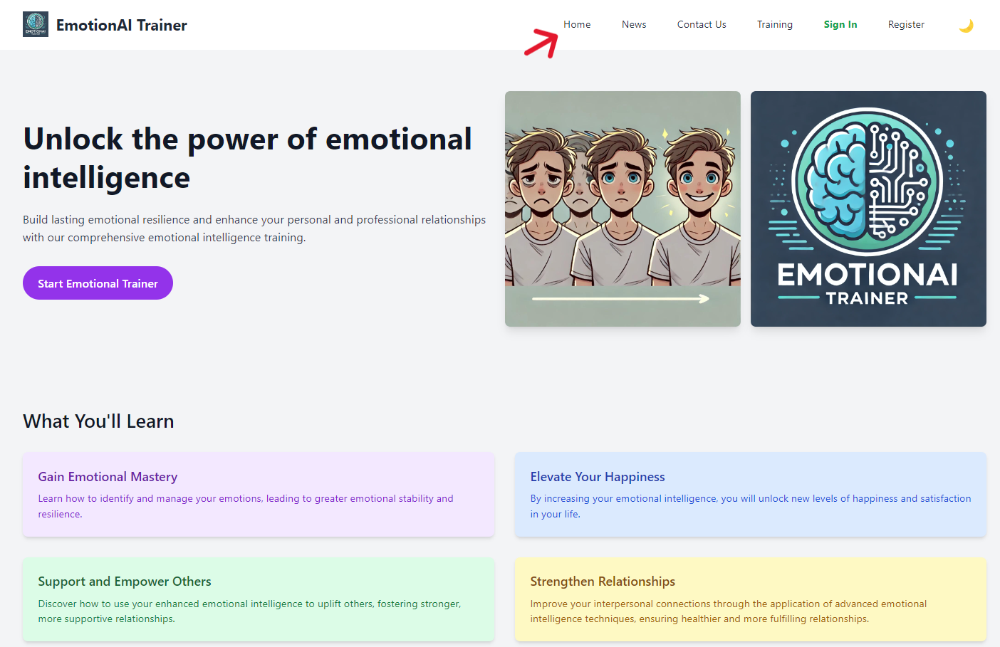 EmotionAI Trainer
Home News Contact Us Training Sign In Register
Unlock the power of emotional
intelligence
Build lasting emotional resilience and enhance your personal and professional relationships
with our comprehensive emotional intelligence training.
Start Emotional Trainer
EMOTIONAI
TRAINER
What You'll Learn
Gain Emotional Mastery
Learn how to identify and manage your emotions, leading to greater emotional stability and
resilience.
Elevate Your Happiness
By increasing your emotional intelligence, you will unlock new levels of happiness and satisfaction
in your life.
Support and Empower Others
Discover how to use your enhanced emotional intelligence to uplift others, fostering stronger,
more supportive relationships.
Strengthen Relationships
Improve your interpersonal connections through the application of advanced emotional
intelligence techniques, ensuring healthier and more fulfilling relationships.